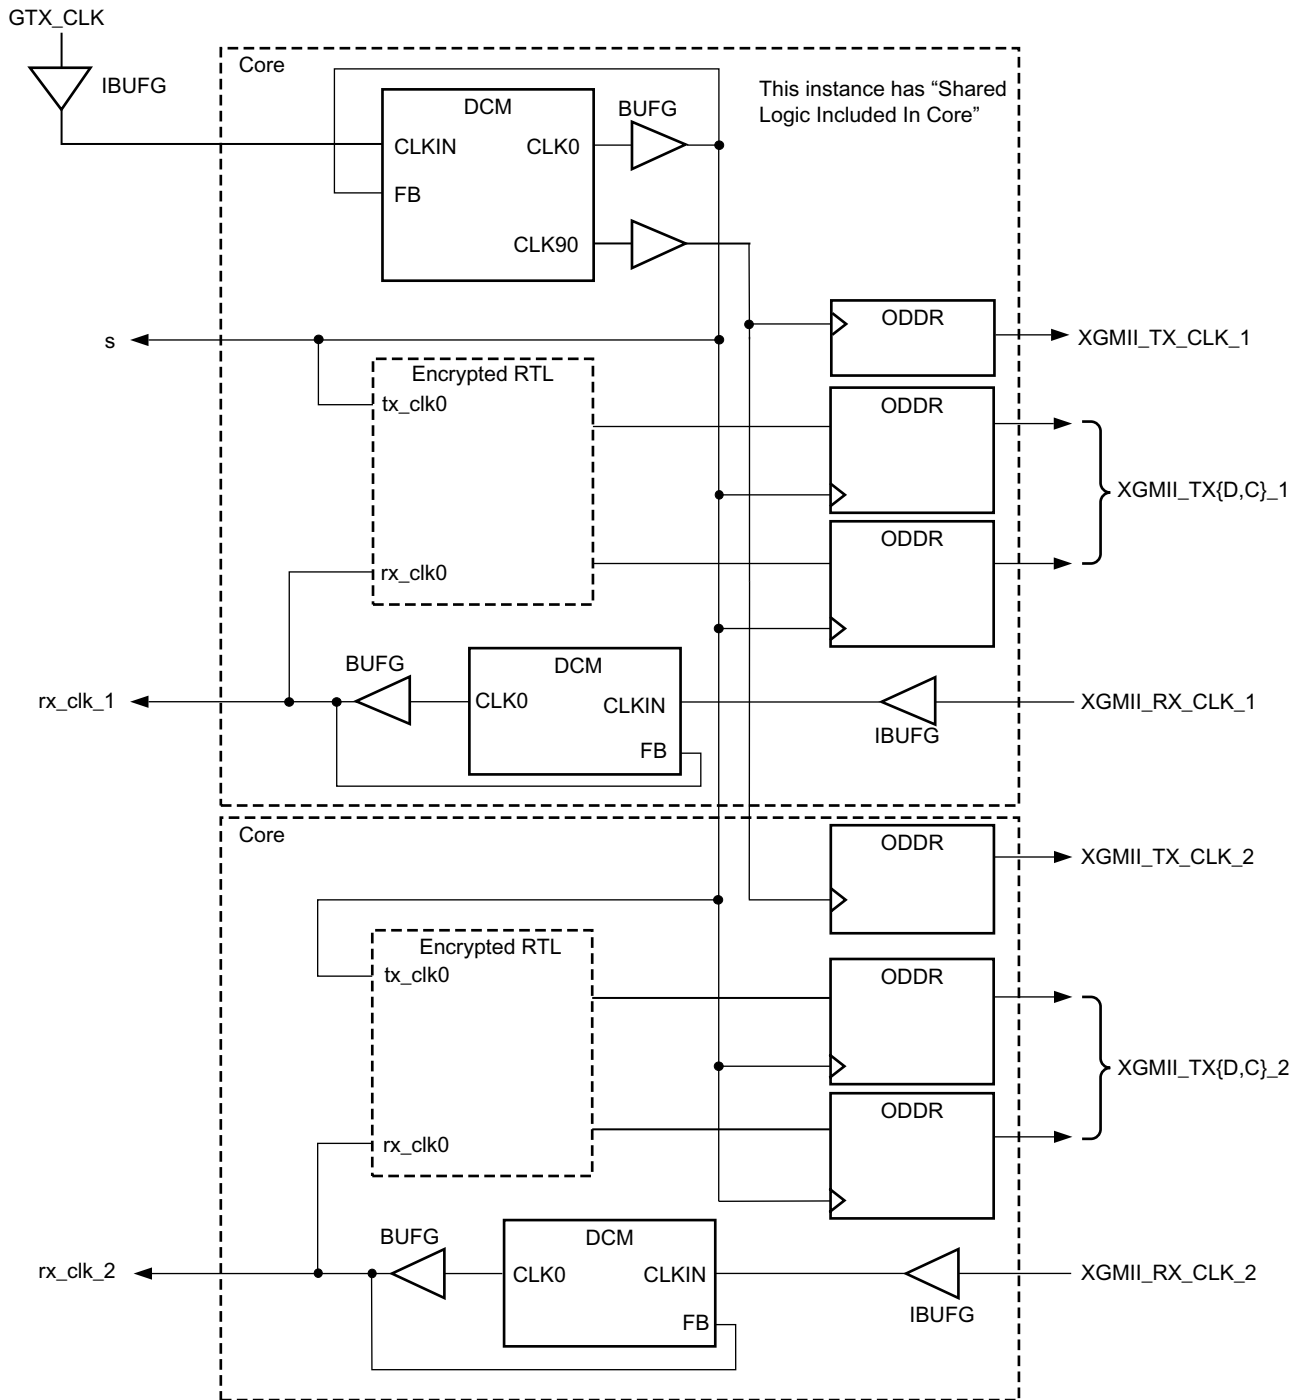 GTX_CLK
IBUFG
Core
This instance has “Shared
Logic Included In Core”
DCM
BUFG
CLKIN
CLK0
FB
CLK90
ODDR
XGMII_TX_CLK_1
s
Encrypted RTL
tx_clk0
ODDR
XGMII_TX{D,C}_1
ODDR
rx_clk0
BUFG
DCM
rx_clk_1
CLK0
CLKIN
XGMII_RX_CLK_1
IBUFG
FB
Core
ODDR
XGMII_TX_CLK_2
Encrypted RTL
tx_clk0
ODDR
XGMII_TX{D,C}_2
ODDR
rx_clk0
BUFG
DCM
rx_clk_2
CLK0
CLKIN
XGMII_RX_CLK_2
IBUFG
FB